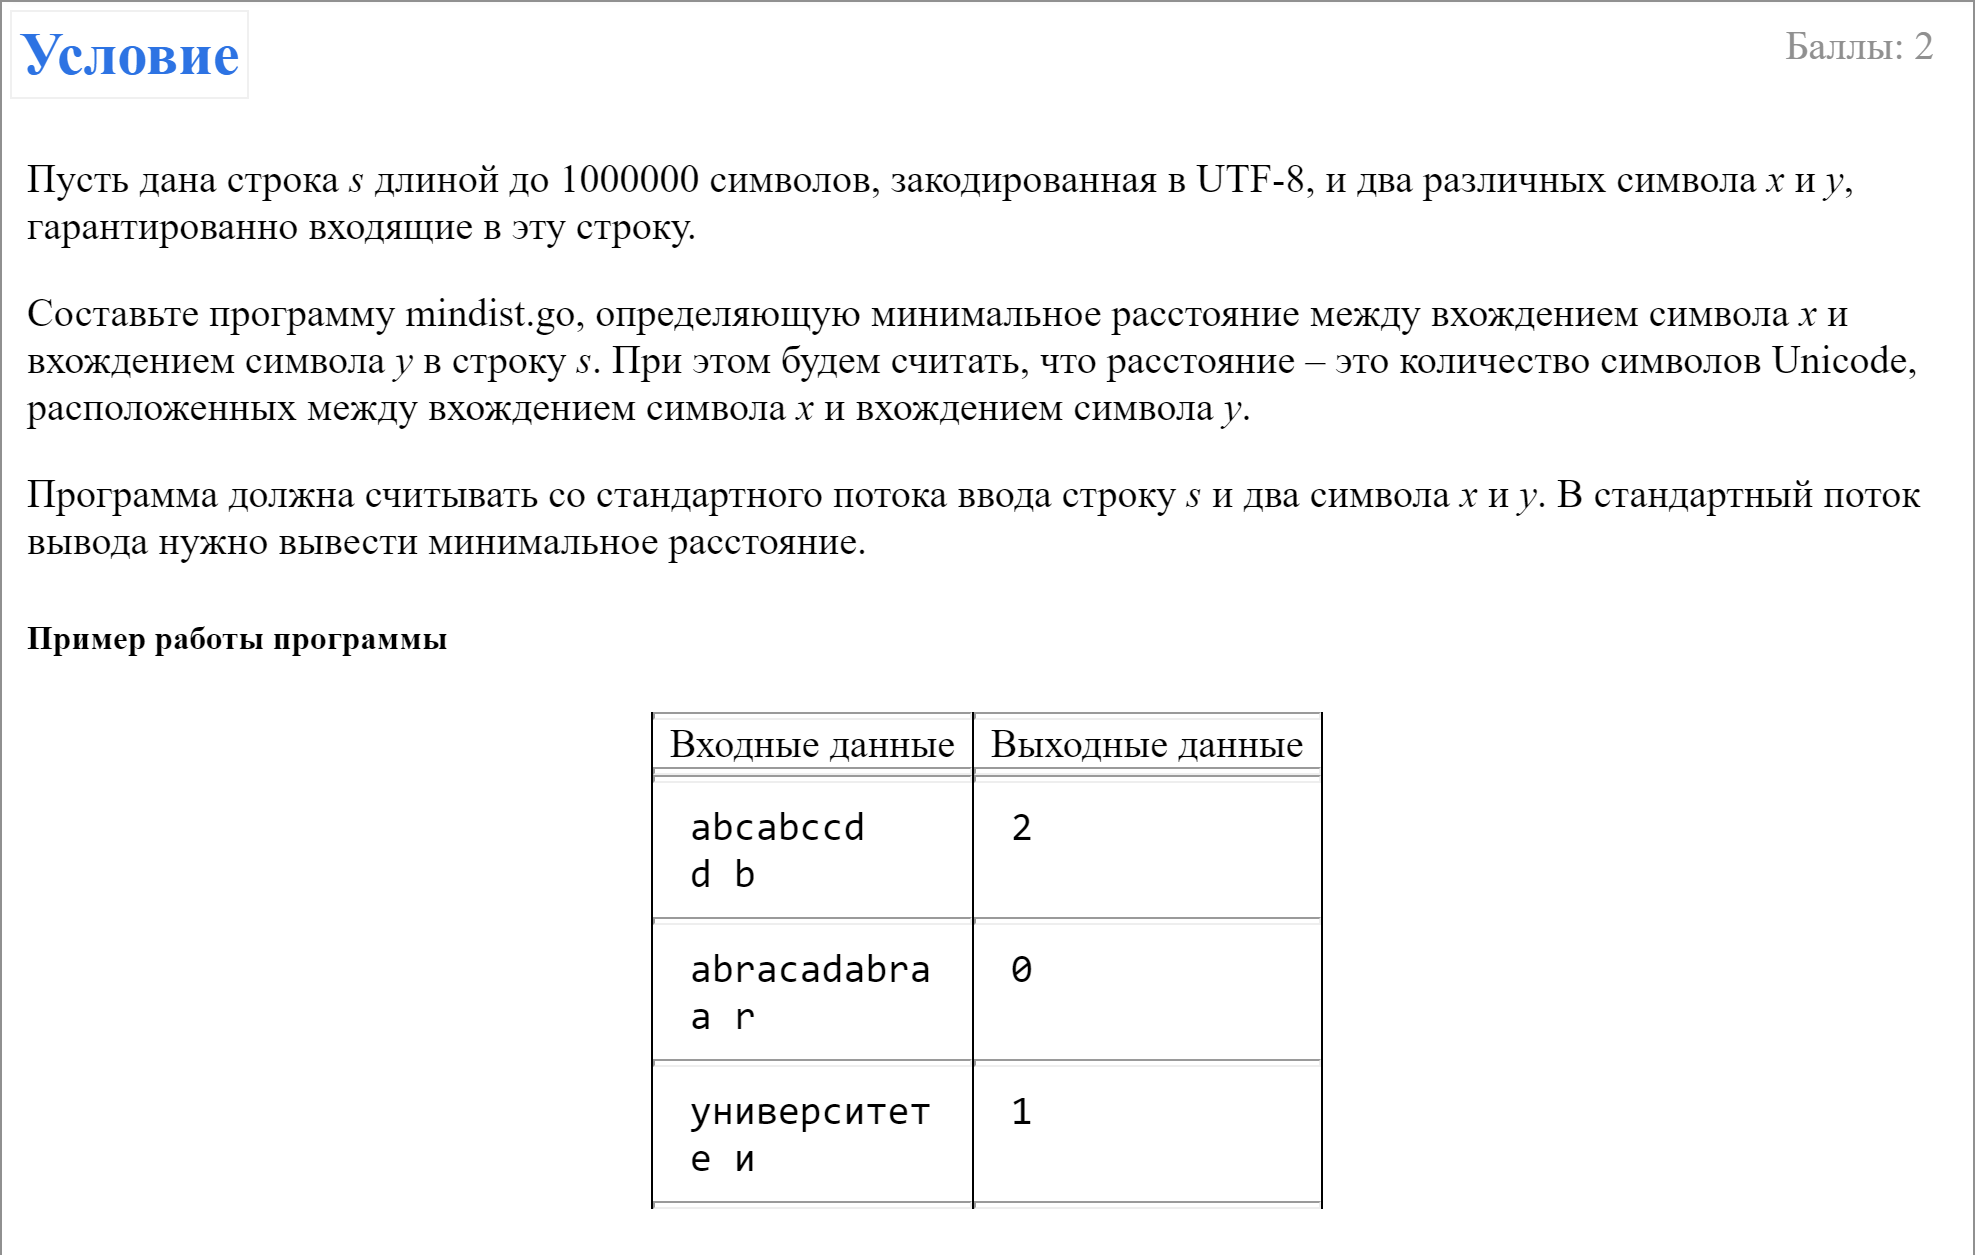 Условие
Баллы: 2
Пусть дана строка s длиной до 1000000 символов, закодированная в UTF-8, и два различных символа x и y,
гарантированно входящие в эту строку.
Составьте программу mindist.go, определяющую минимальное расстояние между вхождением символа x и
вхождением символа y в строку s. При этом будем считать, что расстояние – это количество символов Unicode,
расположенных между вхождением символа x и вхождением символа y.
Программа должна считывать со стандартного потока ввода строку s и два символа x и y. В стандартный поток
вывода нужно вывести минимальное расстояние.
Пример работы программы
Входные данные Выходные данные
abcabccd 2
d b
abracadabra 0
a r
университет 1
е и